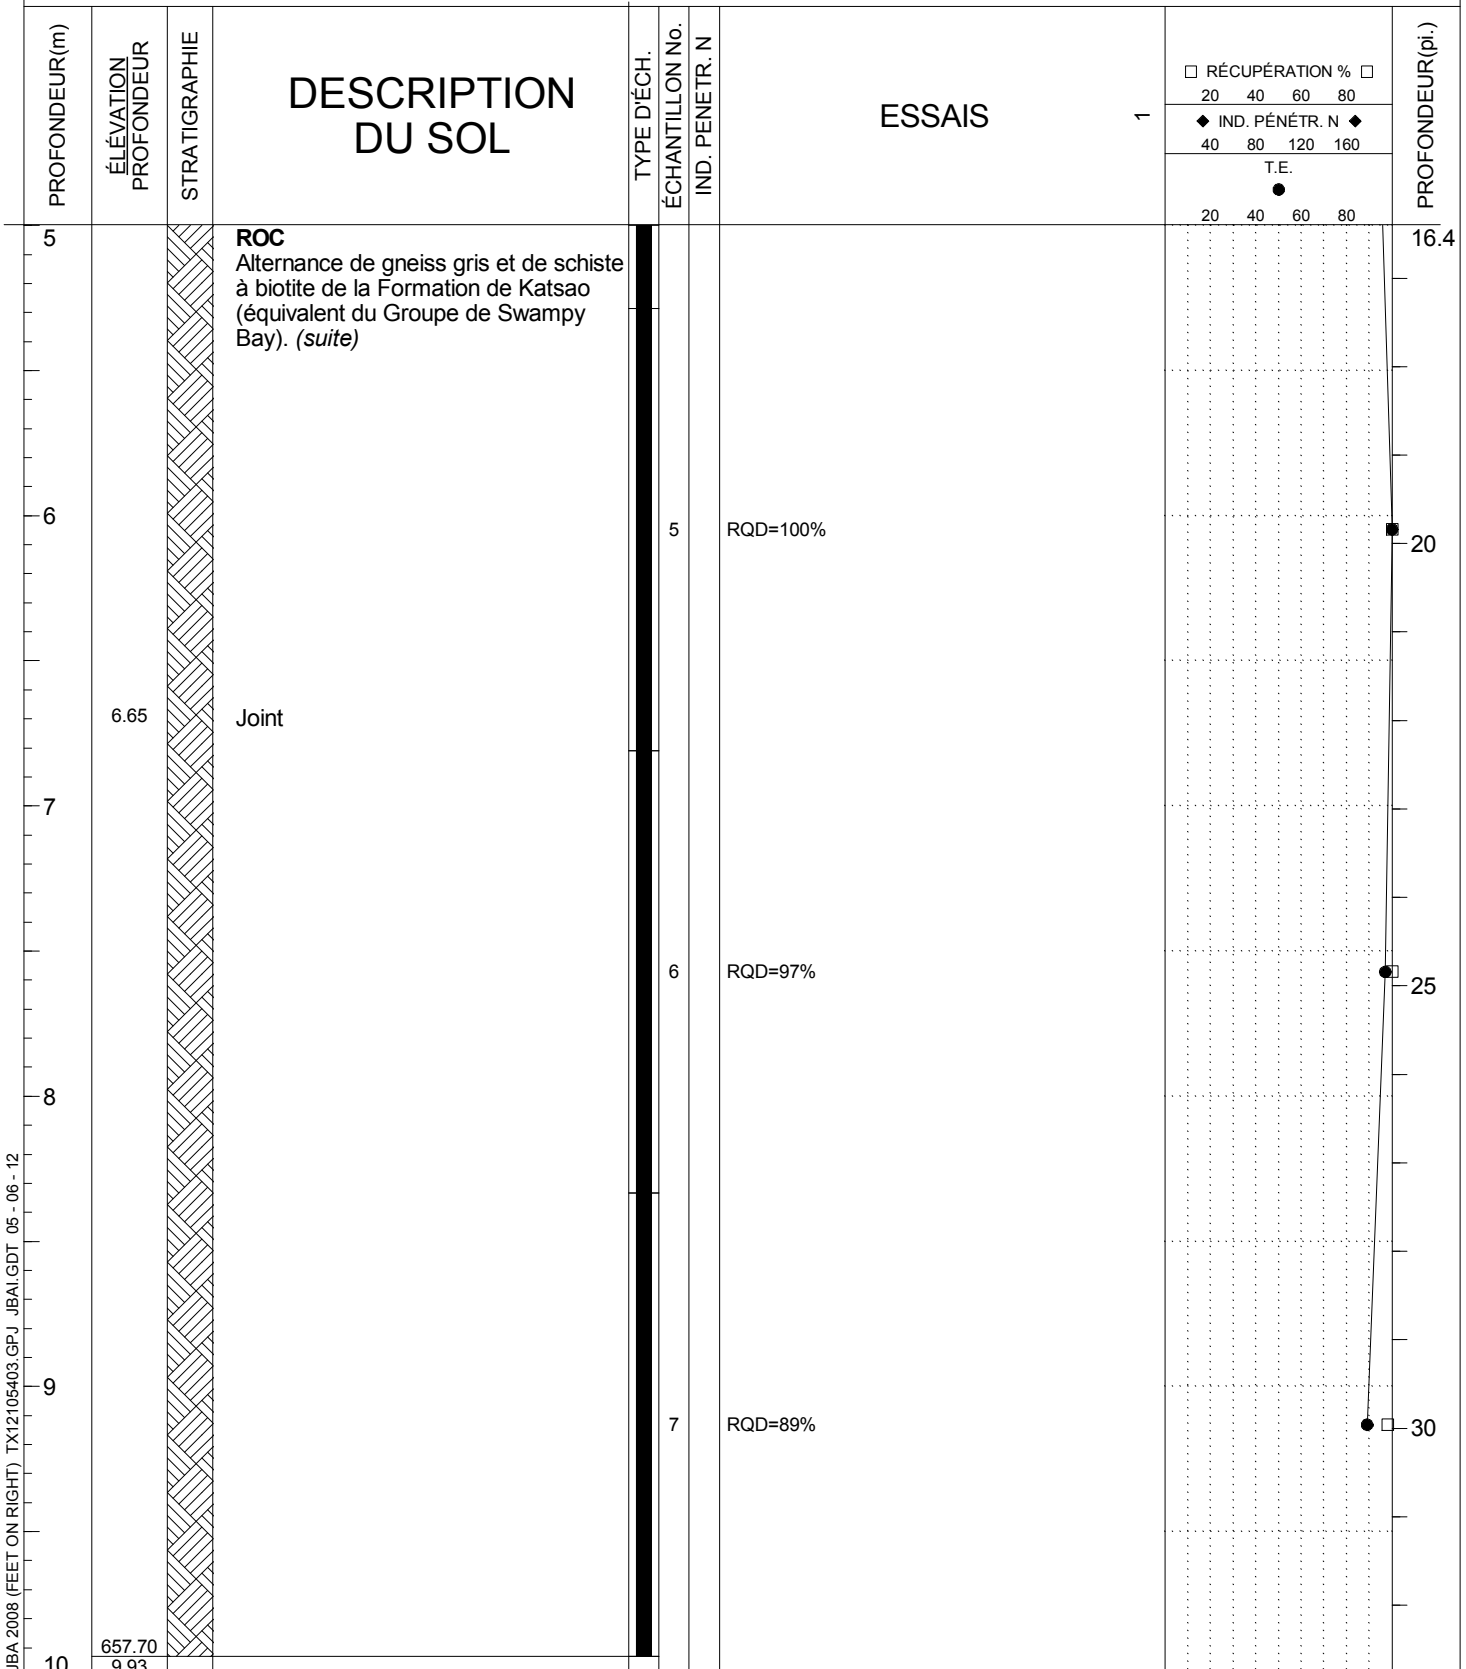 PROFONDEUR(m)
ÉLÉVATION
PROFONDEUR
STRATIGRAPHIE
DESCRIPTION
DU SOL
TYPE D'ÉCH.
ÉCHANTILLON No.
IND. PENETR. N
ESSAIS
1
□ RÉCUPÉRATION % □
20 40 60 80
◆ IND. PÉNÉTR. N ◆
40 80 120 160
T.E.
●
20 40 60 80
PROFONDEUR(pi.)
5
ROC
16.4
Alternance de gneiss gris et de schiste
à biotite de la Formation de Katsao
(équivalent du Groupe de Swampy
Bay). (suite)
6
5 RQD=100%
20
6.65 Joint
7
6 RQD=97%
25
8
9
7 RQD=89%
30
657.70
9.93
10
JBA 2008 (FEET ON RIGHT) TX12105403.GPJ JBAI.GDT 05 - 06 - 12